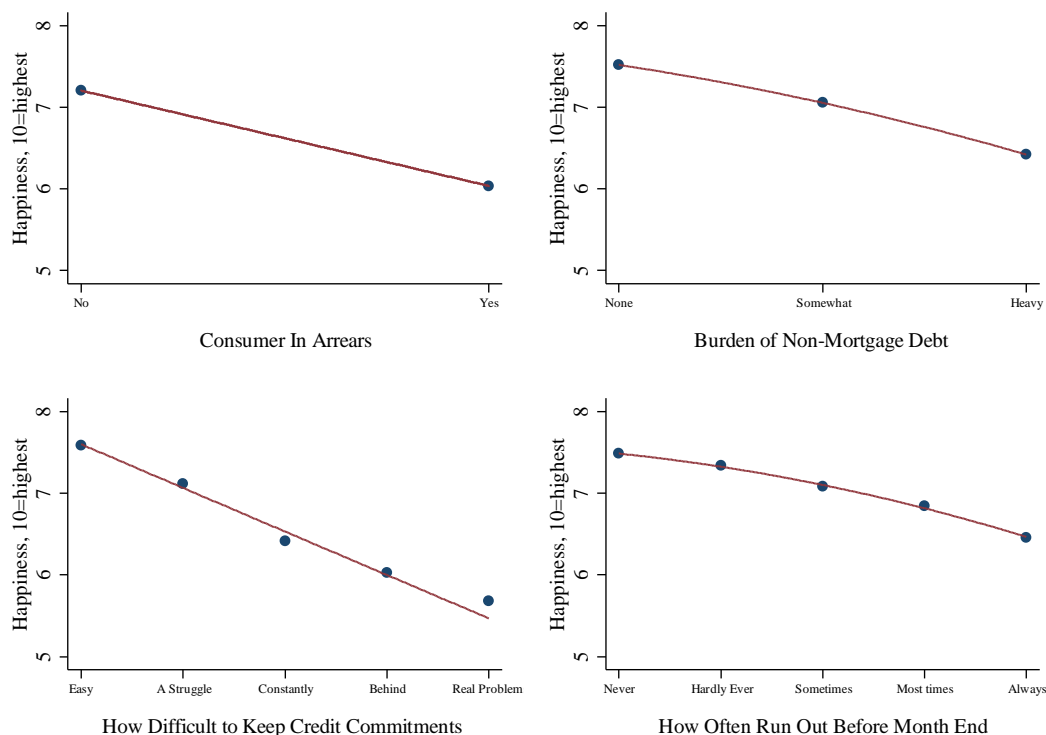 Happiness, 10=highest
8
7
6
5
No
Yes
Consumer In Arrears
Happiness, 10=highest
8
7
6
5
None
Somewhat
Heavy
Burden of Non-Mortgage Debt
Happiness, 10=highest
8
7
6
5
Easy
A Struggle
Constantly
Behind
Real Problem
How Difficult to Keep Credit Commitments
Happiness, 10=highest
8
7
6
5
Never
Hardly Ever
Sometimes
Most times
Always
How Often Run Out Before Month End